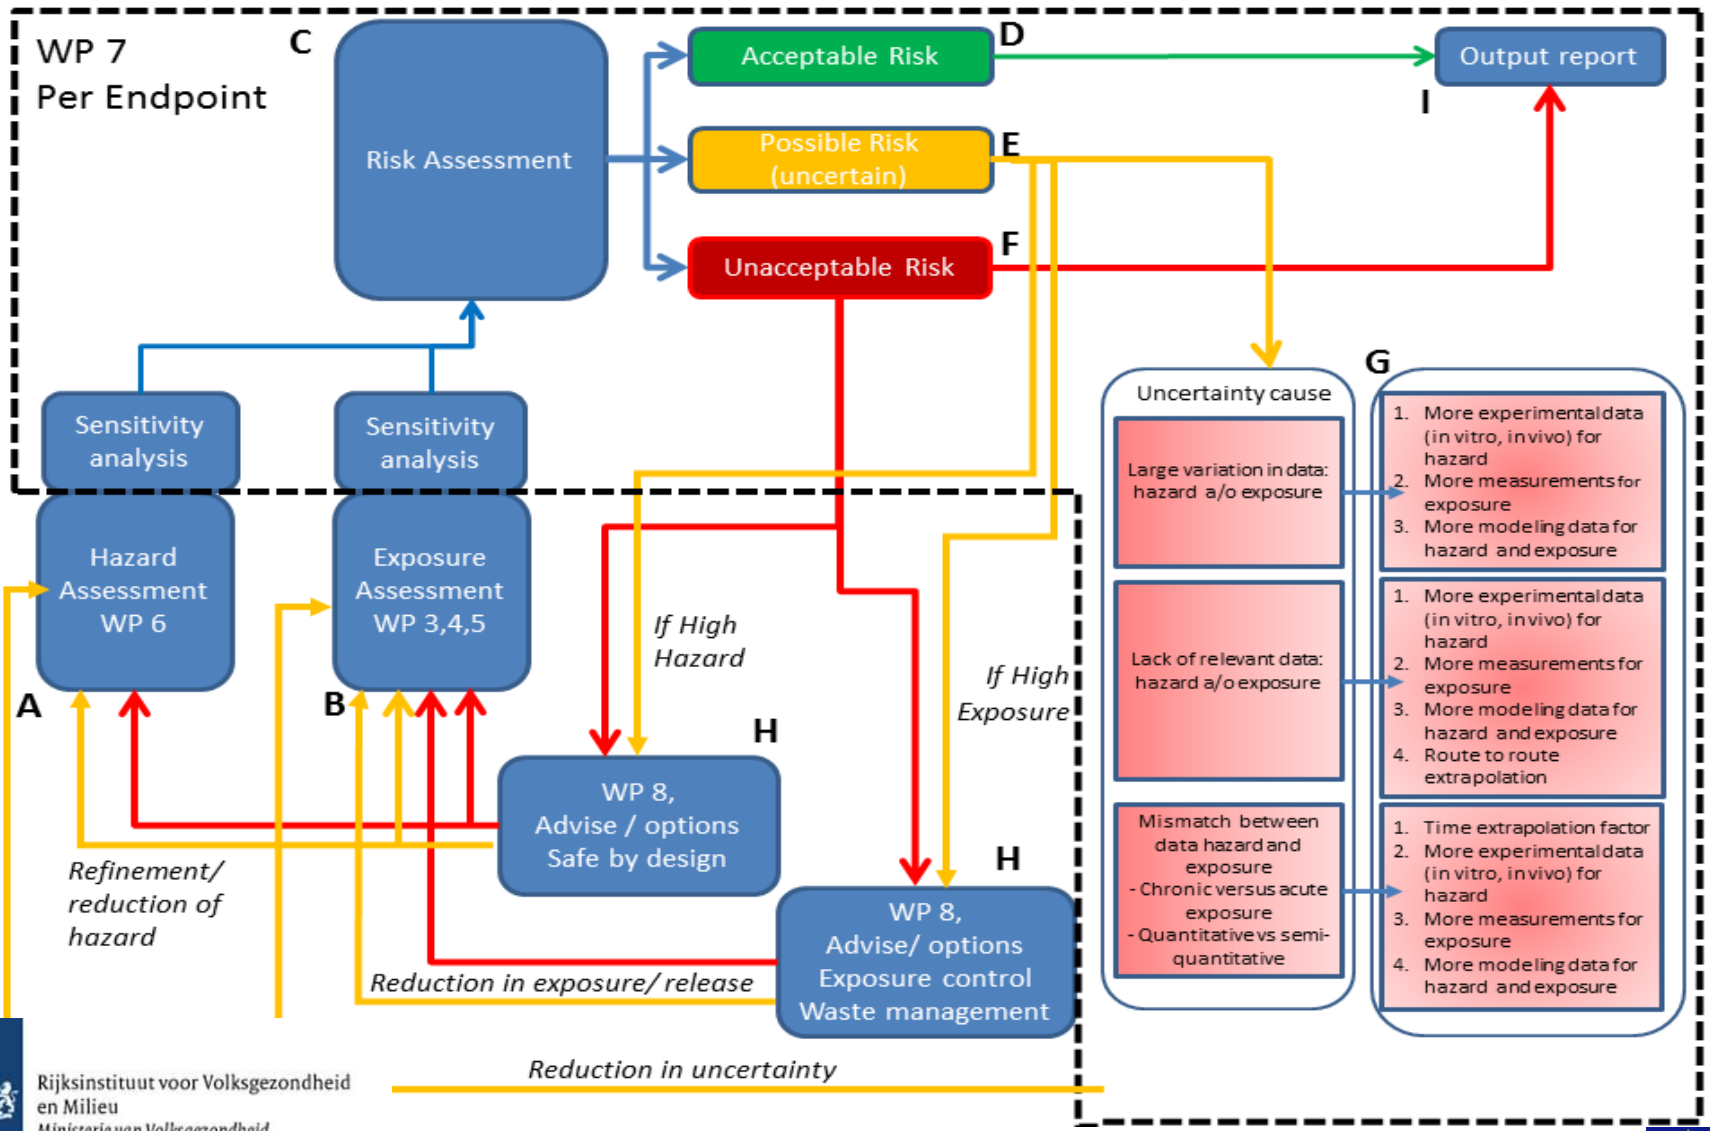 WP 7
Per Endpoint
C
Risk Assessment
Acceptable Risk
D
Output report
I
Possible Risk
(uncertain)
E
Unacceptable Risk
F
Sensitivity
analysis
Sensitivity
analysis
Hazard
Assessment
WP 6
A
Exposure
Assessment
WP 3,4,5
B
If High
Hazard
If High
Exposure
H
WP 8,
Advise / options
Safe by design
H
WP 8,
Advise/ options
Exposure control
Waste management
Refinement/
reduction of
hazard
Reduction in exposure/ release
Reduction in uncertainty
Uncertainty cause
Large variation in data:
hazard a/o exposure
Lack of relevant data:
hazard a/o exposure
Mismatch between
data hazard and
exposure
- Chronic versus acute
exposure
- Quantitative vs semi-
quantitative
G
1. More experimental data
(in vitro, in vivo) for
hazard
2. More measurements for
exposure
3. More modeling data for
hazard and exposure
1. More experimental data
(in vitro, in vivo) for
hazard
2. More measurements for
exposure
3. More modeling data for
hazard and exposure
4. Route to route
extrapolation
1. Time extrapolation factor
2. More experimental data
(in vitro, in vivo) for
hazard
3. More measurements for
exposure
4. More modeling data for
hazard and exposure
Rijksinstituut voor Volksgezondheid
en Milieu
Ministerie van Volksgezondheid